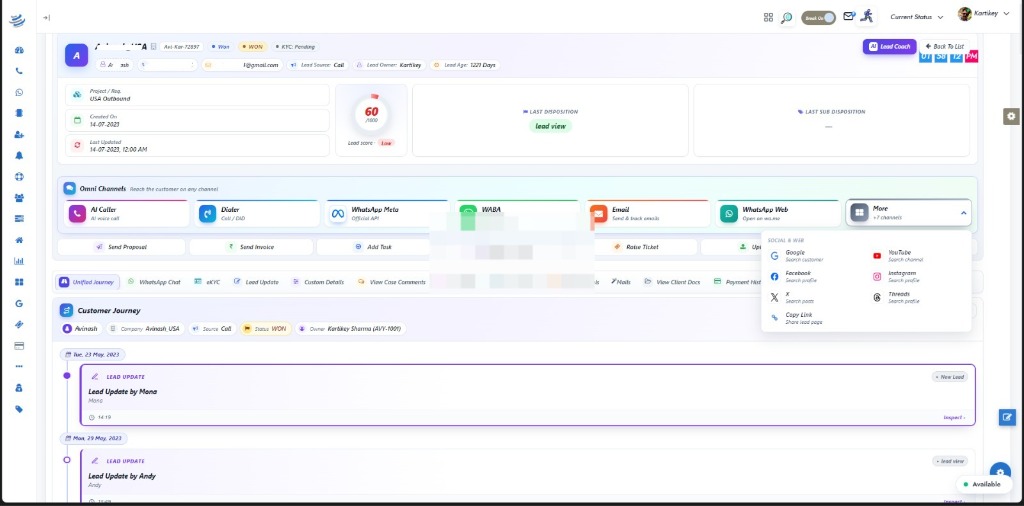 Break On
Current Status
Kartikey
A
USA
Avi-Kar-72697
Won
WON
KYC: Pending
Lead Coach
Back To List
PM
l@gmail.com
Lead Source: Call
Lead Owner: Kartikey
Lead Age: 1221 Days
Project / Req.
USA Outbound
Created On
14-07-2023
Last Updated
14-07-2023, 12:00 AM
60
/100
Lead score · Low
LAST DISPOSITION
lead view
LAST SUB DISPOSITION
—
Omni Channels
Reach the customer on any channel
AI Caller
AI voice call
Dialer
Call / DID
WhatsApp Meta
Official API
WABA
Email
Send & track emails
WhatsApp Web
Open on wa.me
More
+7 channels
Send Proposal
Send Invoice
Add Task
Raise Ticket
SOCIAL & WEB
Google
Search customer
YouTube
Search channel
Facebook
Search profile
Instagram
Search profile
X
Search posts
Threads
Search profile
Copy Link
Share lead page
Unified Journey
WhatsApp Chat
eKYC
Lead Update
Custom Details
View Case Comments
Mails
View Client Docs
Customer Journey
Avinash
Company Avinash_USA
Source Call
Status WON
Owner Kartikey Sharma (AVY-1001)
Tue, 23 May, 2023
LEAD UPDATE
• New Lead
Lead Update by Mona
Mona
14:19
Inspect ›
Mon, 29 May, 2023
LEAD UPDATE
• lead view
Lead Update by Andy
Andy
Inspect ›
Available